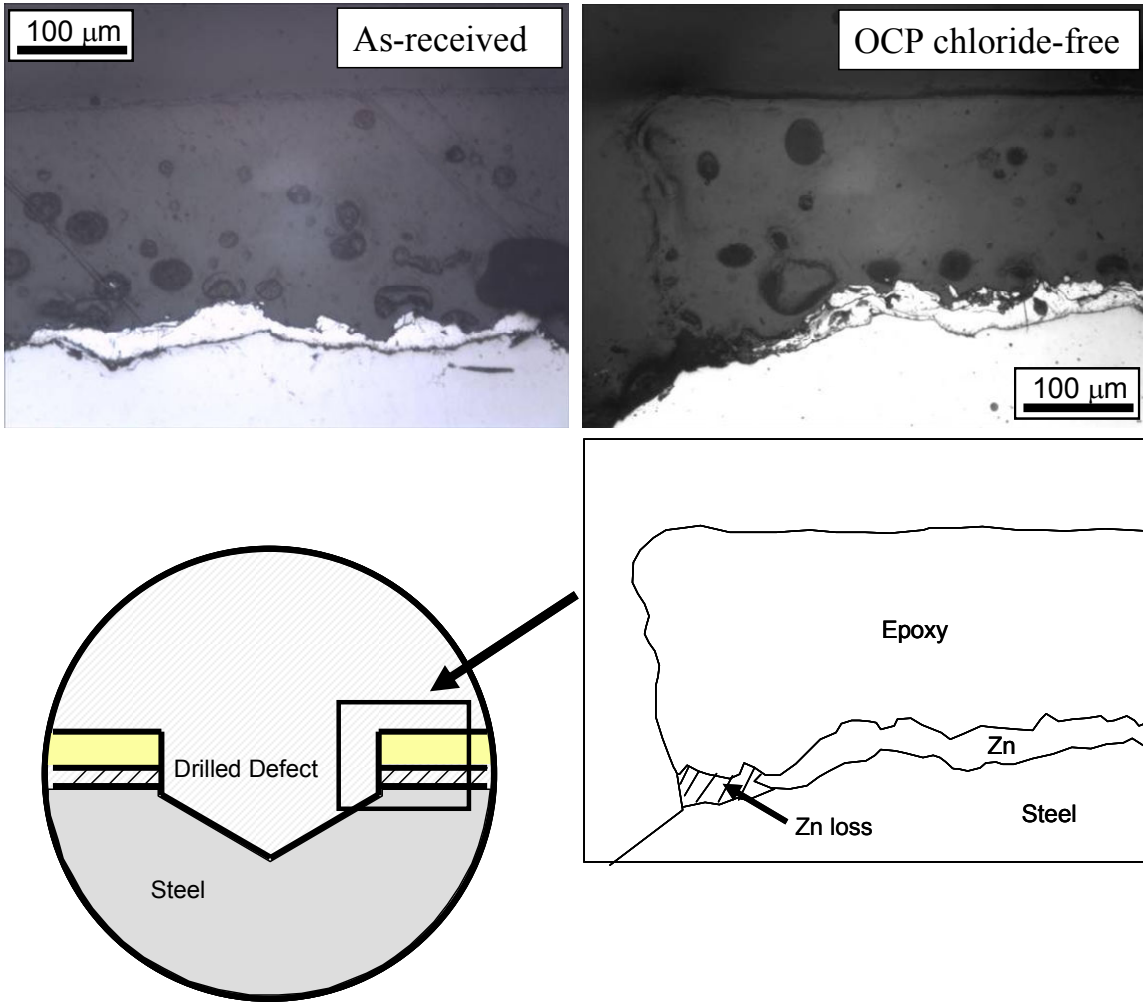 100 μm
As-received
OCP chloride-free
100 μm
Epoxy
Zn
Drilled Defect
Zn loss
Steel
Steel